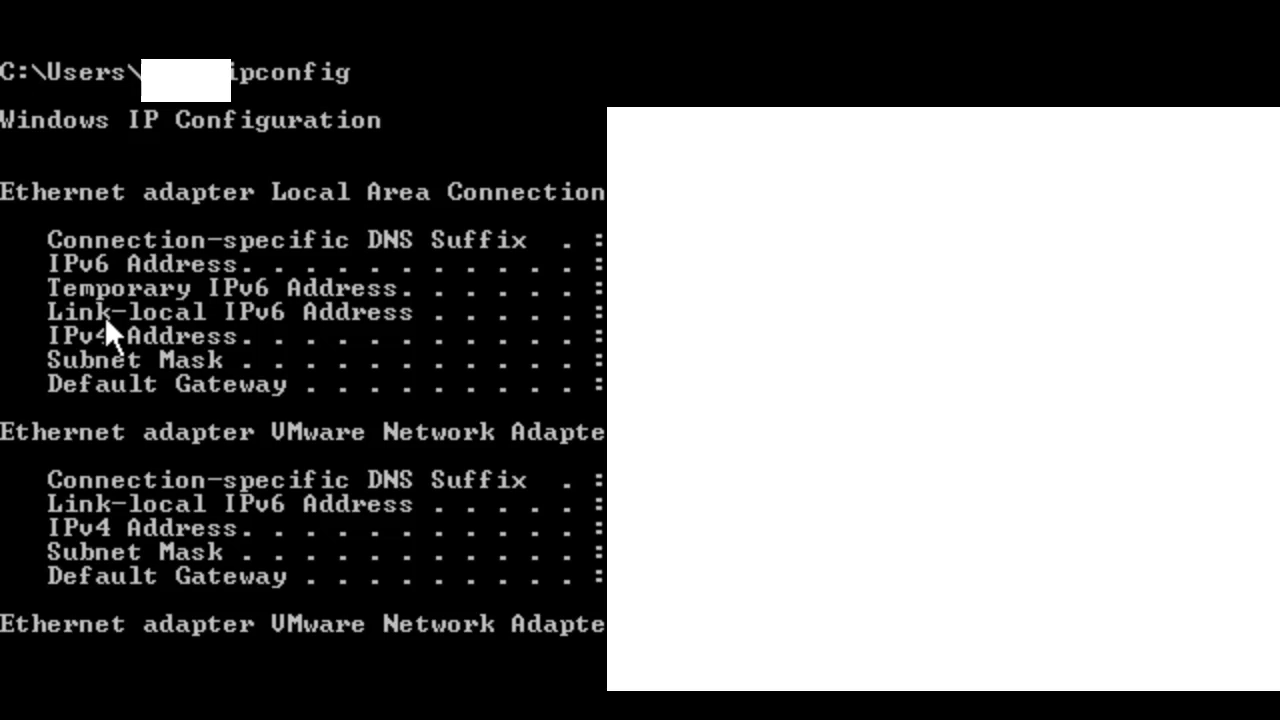 C:\Users\ ipconfig
Windows IP Configuration
Ethernet adapter Local Area Connection
Connection-specific DNS Suffix . :
IPv6 Address. . . . . . . . . . . :
Temporary IPv6 Address. . . . . . :
Link-local IPv6 Address . . . . . :
IPv4 Address. . . . . . . . . . . :
Subnet Mask . . . . . . . . . . . :
Default Gateway . . . . . . . . . :
Ethernet adapter VMware Network Adapte
Connection-specific DNS Suffix . :
Link-local IPv6 Address . . . . . :
IPv4 Address. . . . . . . . . . . :
Subnet Mask . . . . . . . . . . . :
Default Gateway . . . . . . . . . :
Ethernet adapter VMware Network Adapte